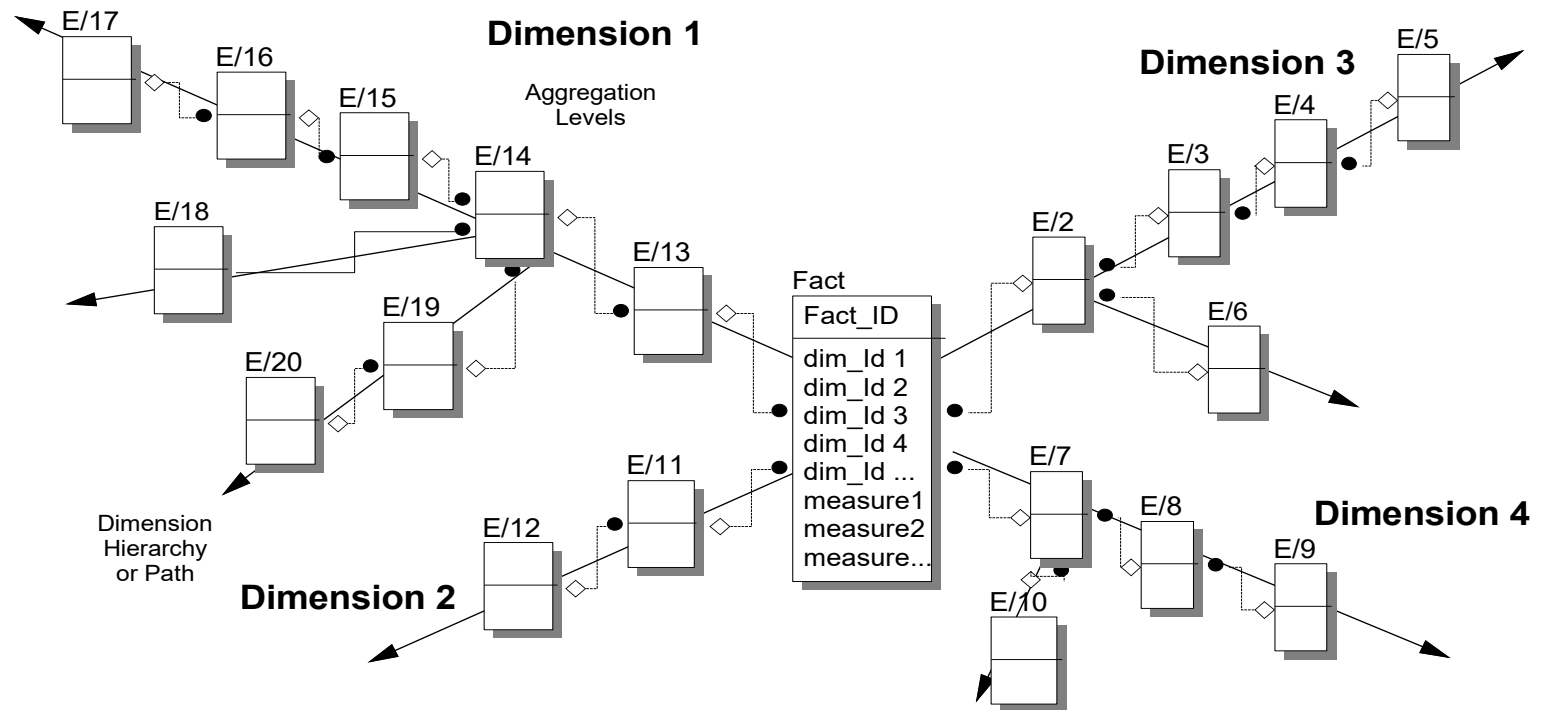 E/17
Dimension 1
E/5
E/16
Dimension 3
E/15
Aggregation
Levels
E/4
E/14
E/3
E/18
E/2
E/13
Fact
Fact_ID
dim_Id 1
dim_Id 2
dim_Id 3
dim_Id 4
dim_Id ...
measure1
measure2
measure...
E/19
E/6
E/20
E/11
E/7
E/12
E/8
Dimension 4
Dimension
Hierarchy
or Path
E/9
Dimension 2
E/10